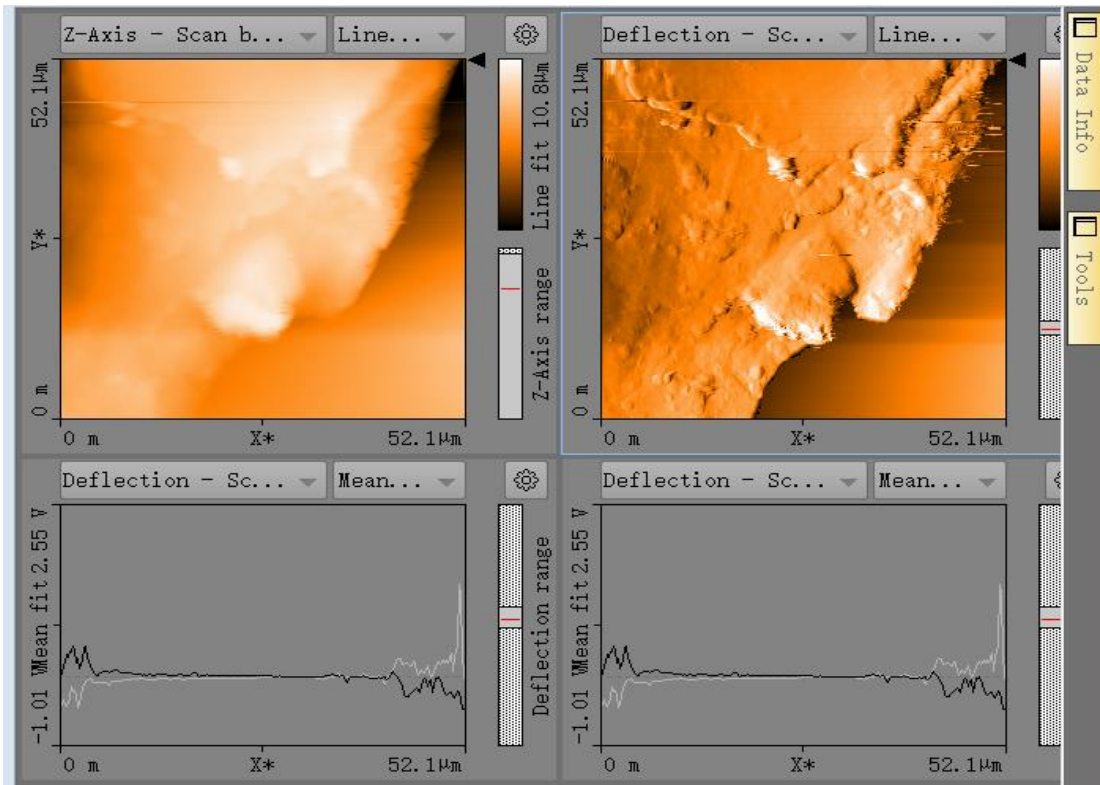 Z-Axis - Scan b...
Line...
52.1μm
Y*
0 m
0 m
X*
52.1μm
Line fit 10.8μm
Z-Axis range
Deflection - Sc...
Line...
52.1μm
Y*
0 m
0 m
X*
52.1μm
Data Info
Tools
Deflection - Sc...
Mean...
-1.01 V
Mean fit 2.55 V
0 m
X*
52.1μm
Deflection range
Deflection - Sc...
Mean...
-1.01 V
Mean fit 2.55 V
0 m
X*
52.1μm